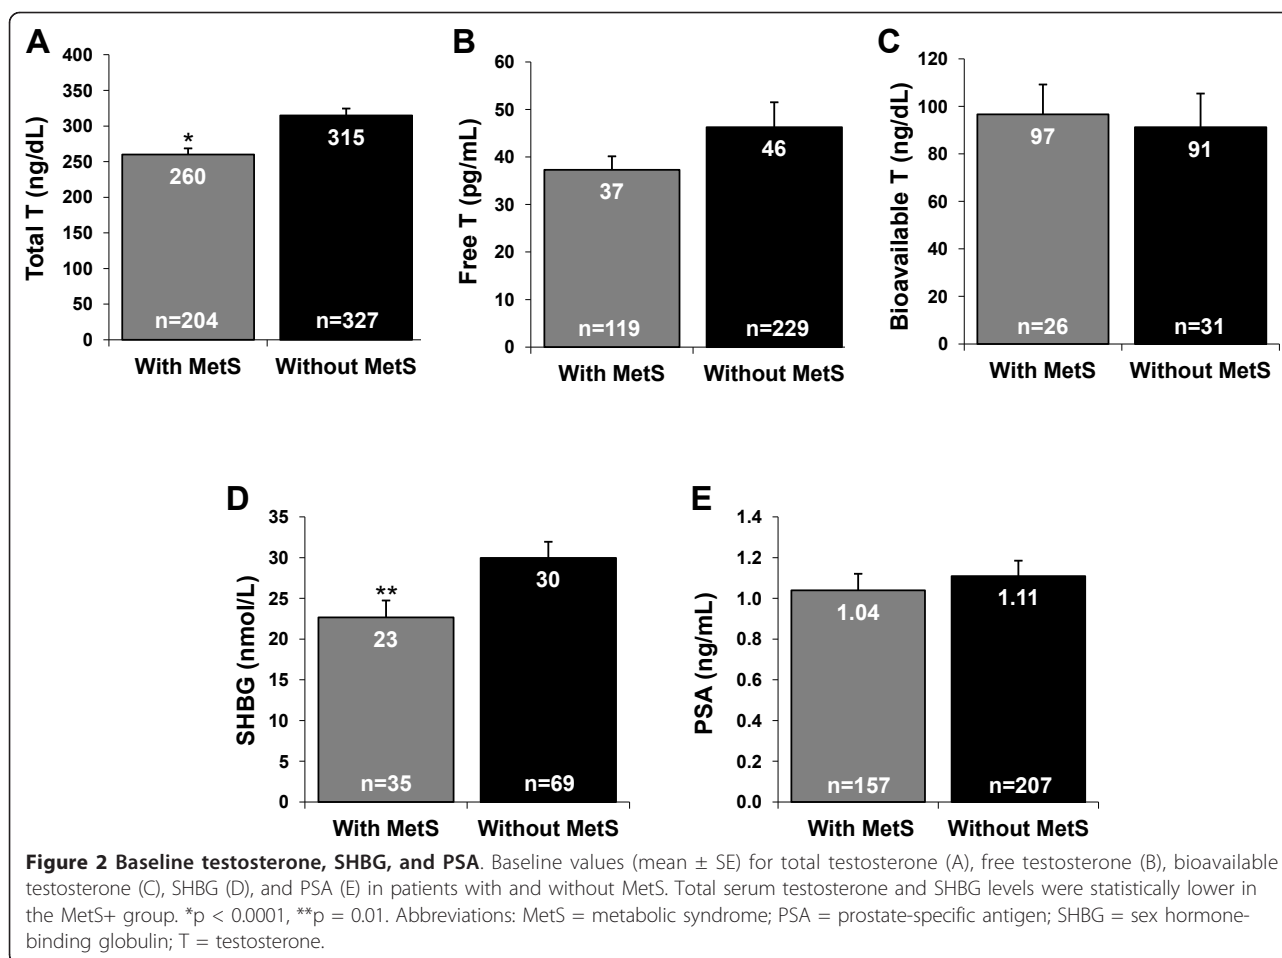 A
Total T (ng/dL)
400
350
300
250
200
150
100
50
0
*
260
n=204
315
n=327
With MetS
Without MetS
B
Free T (pg/mL)
60
50
40
30
20
10
0
37
n=119
46
n=229
With MetS
Without MetS
C
Bioavailable T (ng/dL)
120
100
80
60
40
20
0
97
n=26
91
n=31
With MetS
Without MetS
D
SHBG (nmol/L)
35
30
25
20
15
10
5
0
**
23
n=35
30
n=69
With MetS
Without MetS
E
PSA (ng/mL)
1.4
1.2
1.0
0.8
0.6
0.4
0.2
0.0
1.04
n=157
1.11
n=207
With MetS
Without MetS
Figure 2 Baseline testosterone, SHBG, and PSA. Baseline values (mean ± SE) for total testosterone (A), free testosterone (B), bioavailable
testosterone (C), SHBG (D), and PSA (E) in patients with and without MetS. Total serum testosterone and SHBG levels were statistically lower in
the MetS+ group. *p < 0.0001, **p = 0.01. Abbreviations: MetS = metabolic syndrome; PSA = prostate-specific antigen; SHBG = sex hormone-
binding globulin; T = testosterone.